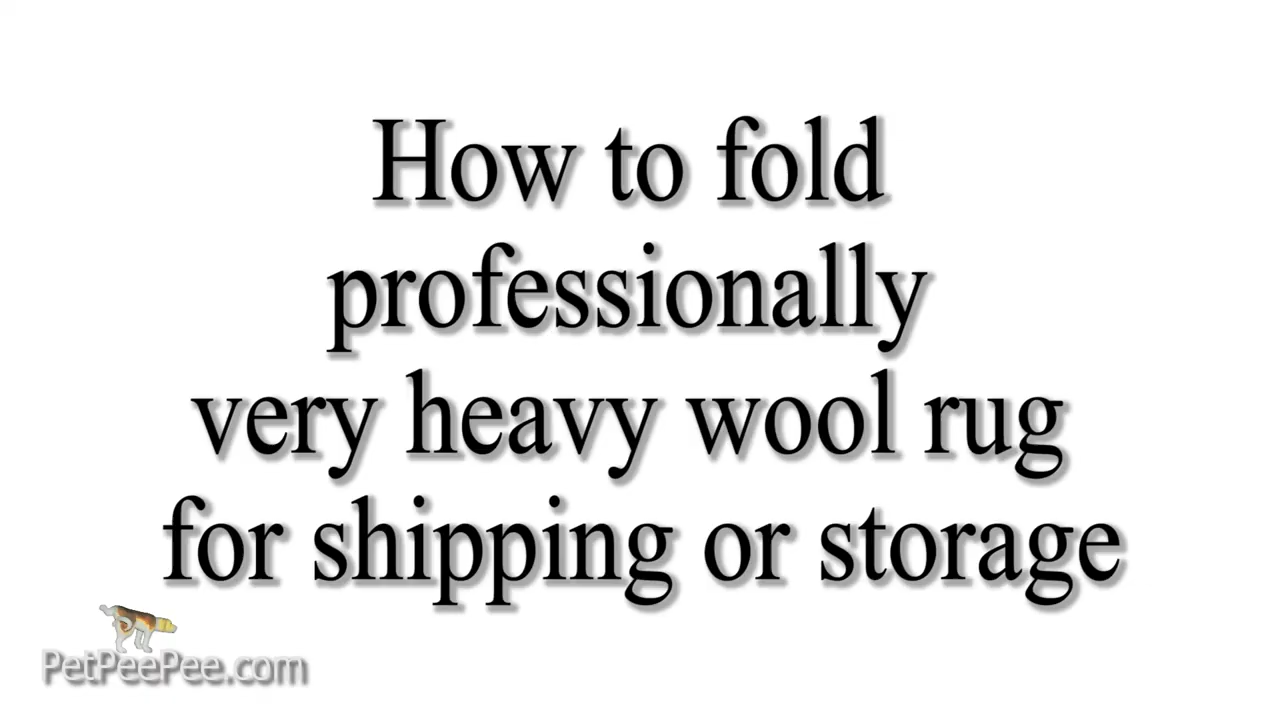 How to fold
professionally
very heavy wool rug
for shipping or storage
PetPeePee.com